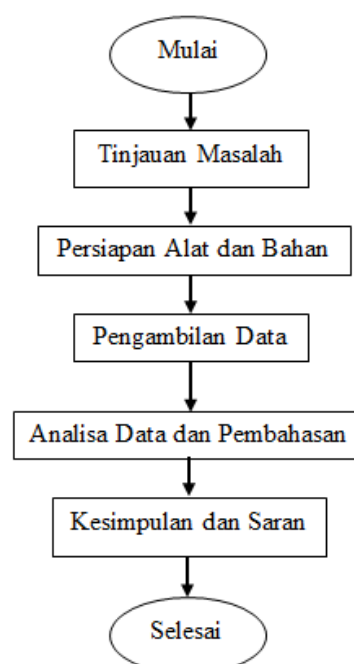 Mulai
Tinjauan Masalah
Persiapan Alat dan Bahan
Pengambilan Data
Analisa Data dan Pembahasan
Kesimpulan dan Saran
Selesai